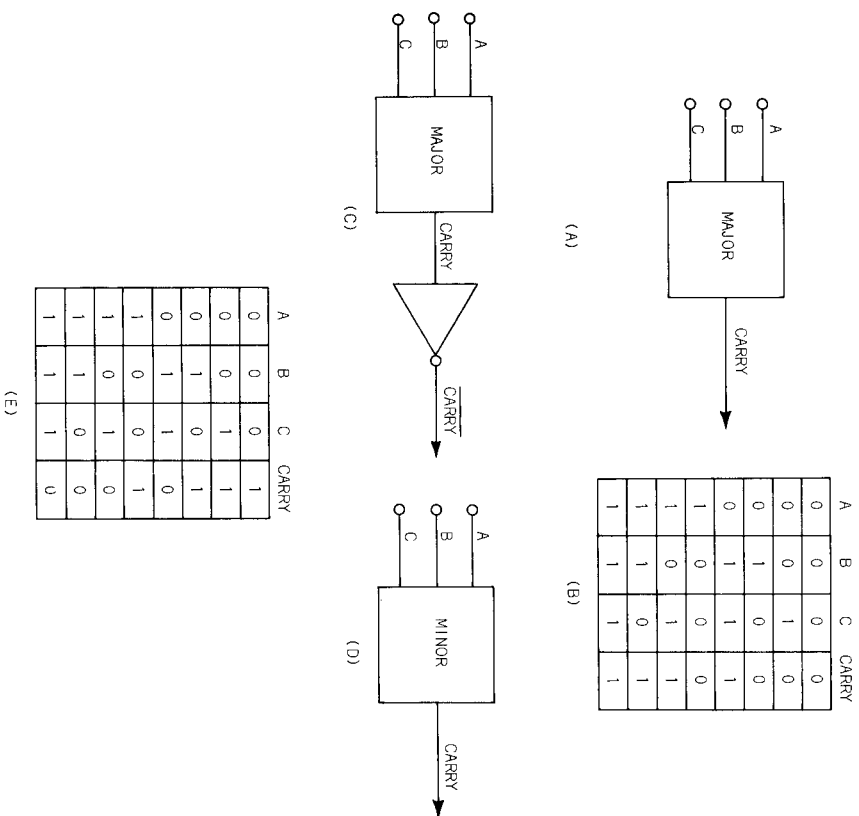 A
B
C
MAJOR
CARRY
(A)
A B C CARRY
0 0 0 0
0 0 1 0
0 1 0 0
0 1 1 1
1 0 0 0
1 0 1 1
1 1 0 1
1 1 1 1
(B)
A
B
C
MAJOR
CARRY
C̅A̅R̅R̅Y̅
(C)
A
B
C
MINOR
CARRY
(D)
A B C CARRY
0 0 0 1
0 0 1 1
0 1 0 1
0 1 1 0
1 0 0 1
1 0 1 0
1 1 0 0
1 1 1 0
(E)